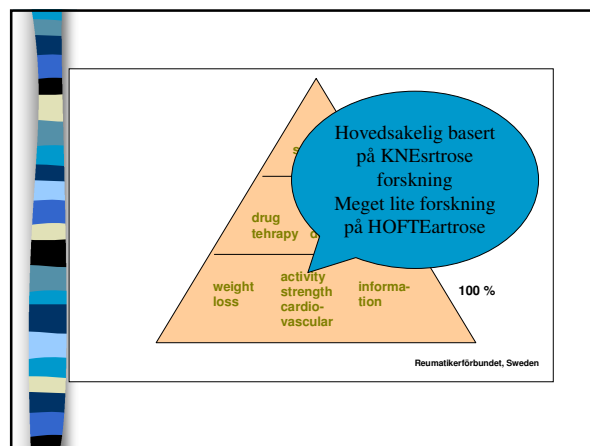 Hovedsakelig basert
på KNEsrtrose
forskning
Meget lite forskning
på HOFTEartrose
drug
tehrapy
weight
loss
activity
strength
cardio-
vascular
informa-
tion
100 %
Reumatikerförbundet, Sweden